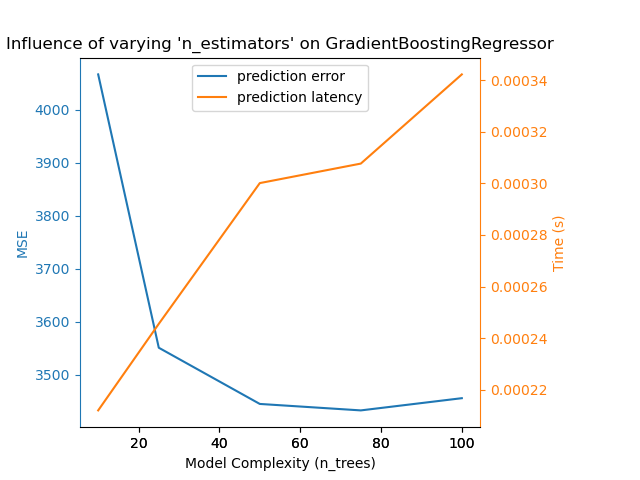 Influence of varying 'n_estimators' on GradientBoostingRegressor
prediction error
prediction latency
MSE
4000
3900
3800
3700
3600
3500
0.00034
0.00032
0.00030
0.00028
0.00026
0.00024
0.00022
Time (s)
20 40 60 80 100
Model Complexity (n_trees)